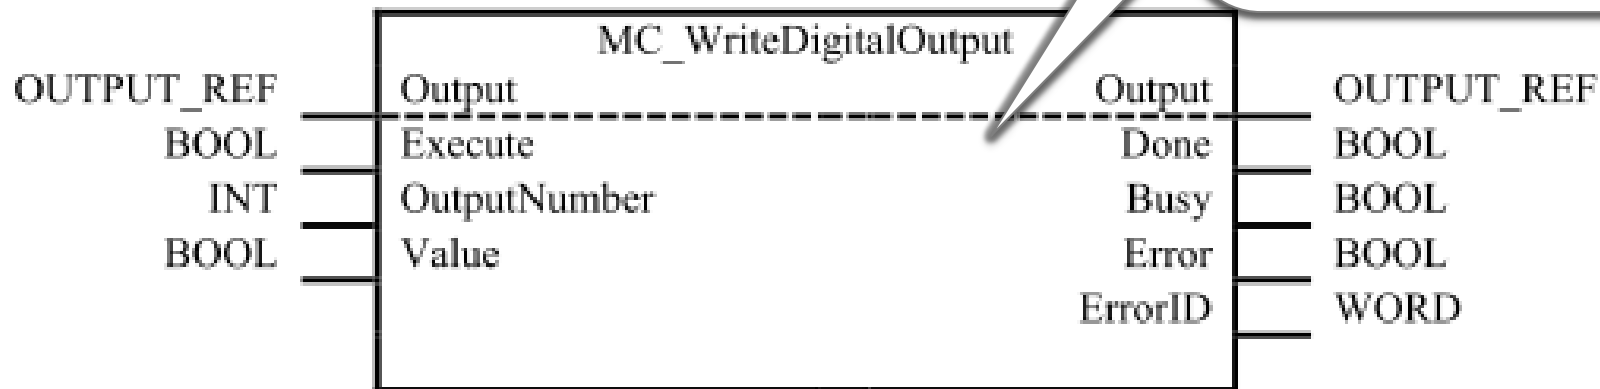 MC_WriteDigitalOutput
OUTPUT_REF Output Output OUTPUT_REF
BOOL Execute Done BOOL
INT OutputNumber Busy BOOL
BOOL Value Error BOOL
ErrorID WORD